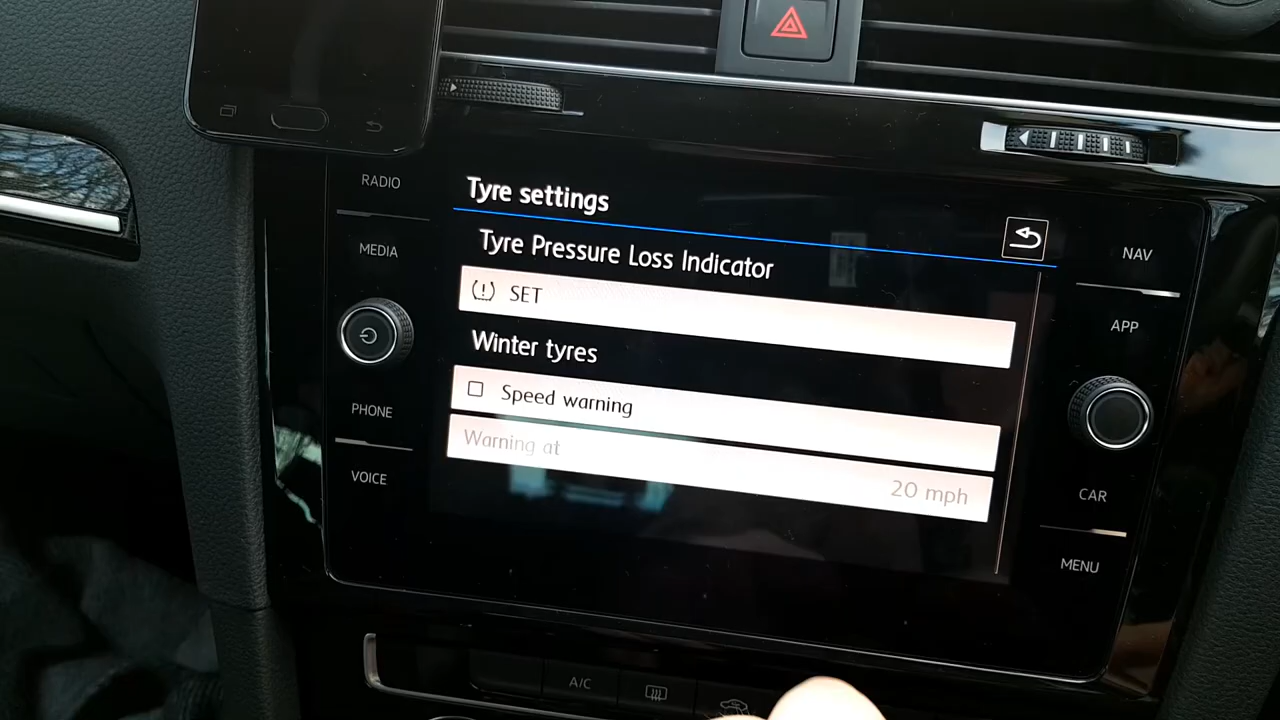 RADIO
MEDIA
PHONE
VOICE
Tyre settings
Tyre Pressure Loss Indicator
SET
Winter tyres
Speed warning
Warning at
20 mph
NAV
APP
CAR
MENU
A/C